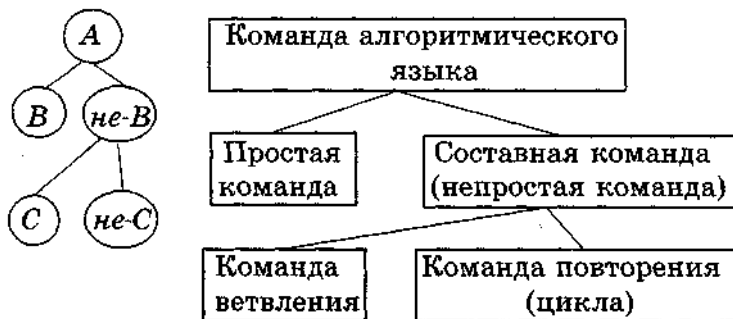 A
B
не-B
C
не-C
Команда алгоритмического
языка
Простая
команда
Составная команда
(непростая команда)
Команда
ветвления
Команда повторения
(цикла)